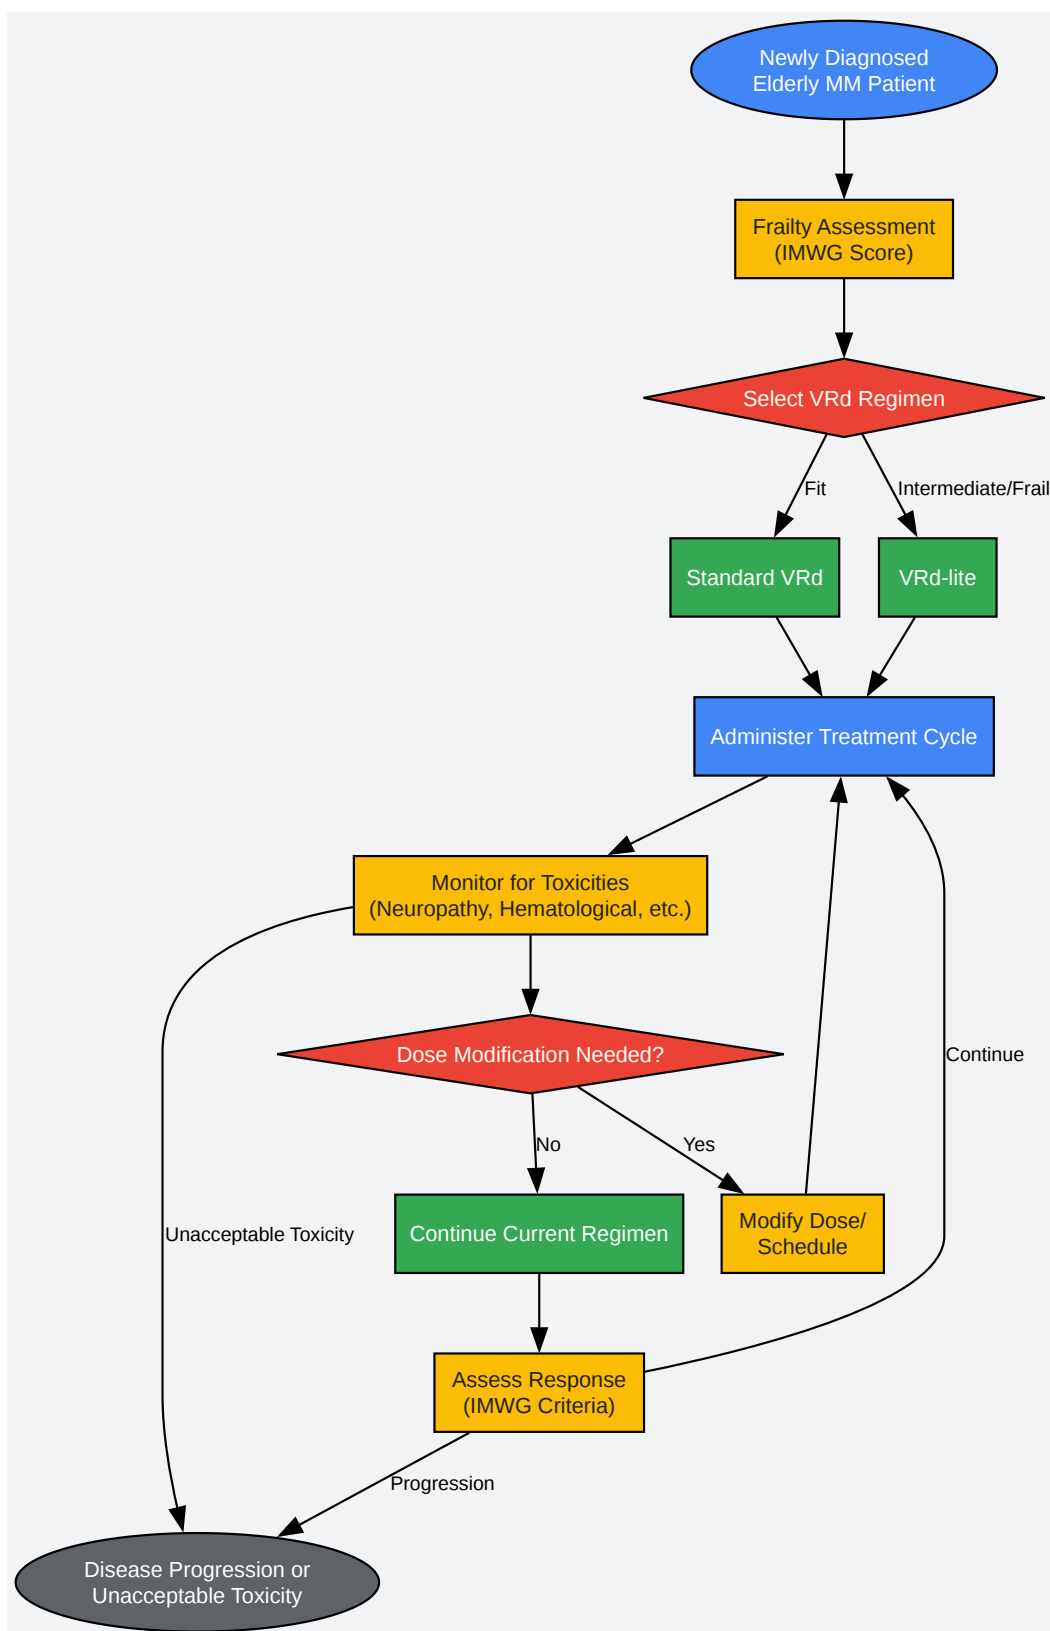 Newly Diagnosed
Elderly MM Patient
Frailty Assessment
(IMWG Score)
Select VRd Regimen
Fit
Intermediate/Frail
Standard VRd
VRd-lite
Administer Treatment Cycle
Monitor for Toxicities
(Neuropathy, Hematological, etc.)
Dose Modification Needed?
Continue
No
Yes
Unacceptable Toxicity
Continue Current Regimen
Modify Dose/
Schedule
Assess Response
(IMWG Criteria)
Progression
Disease Progression or
Unacceptable Toxicity